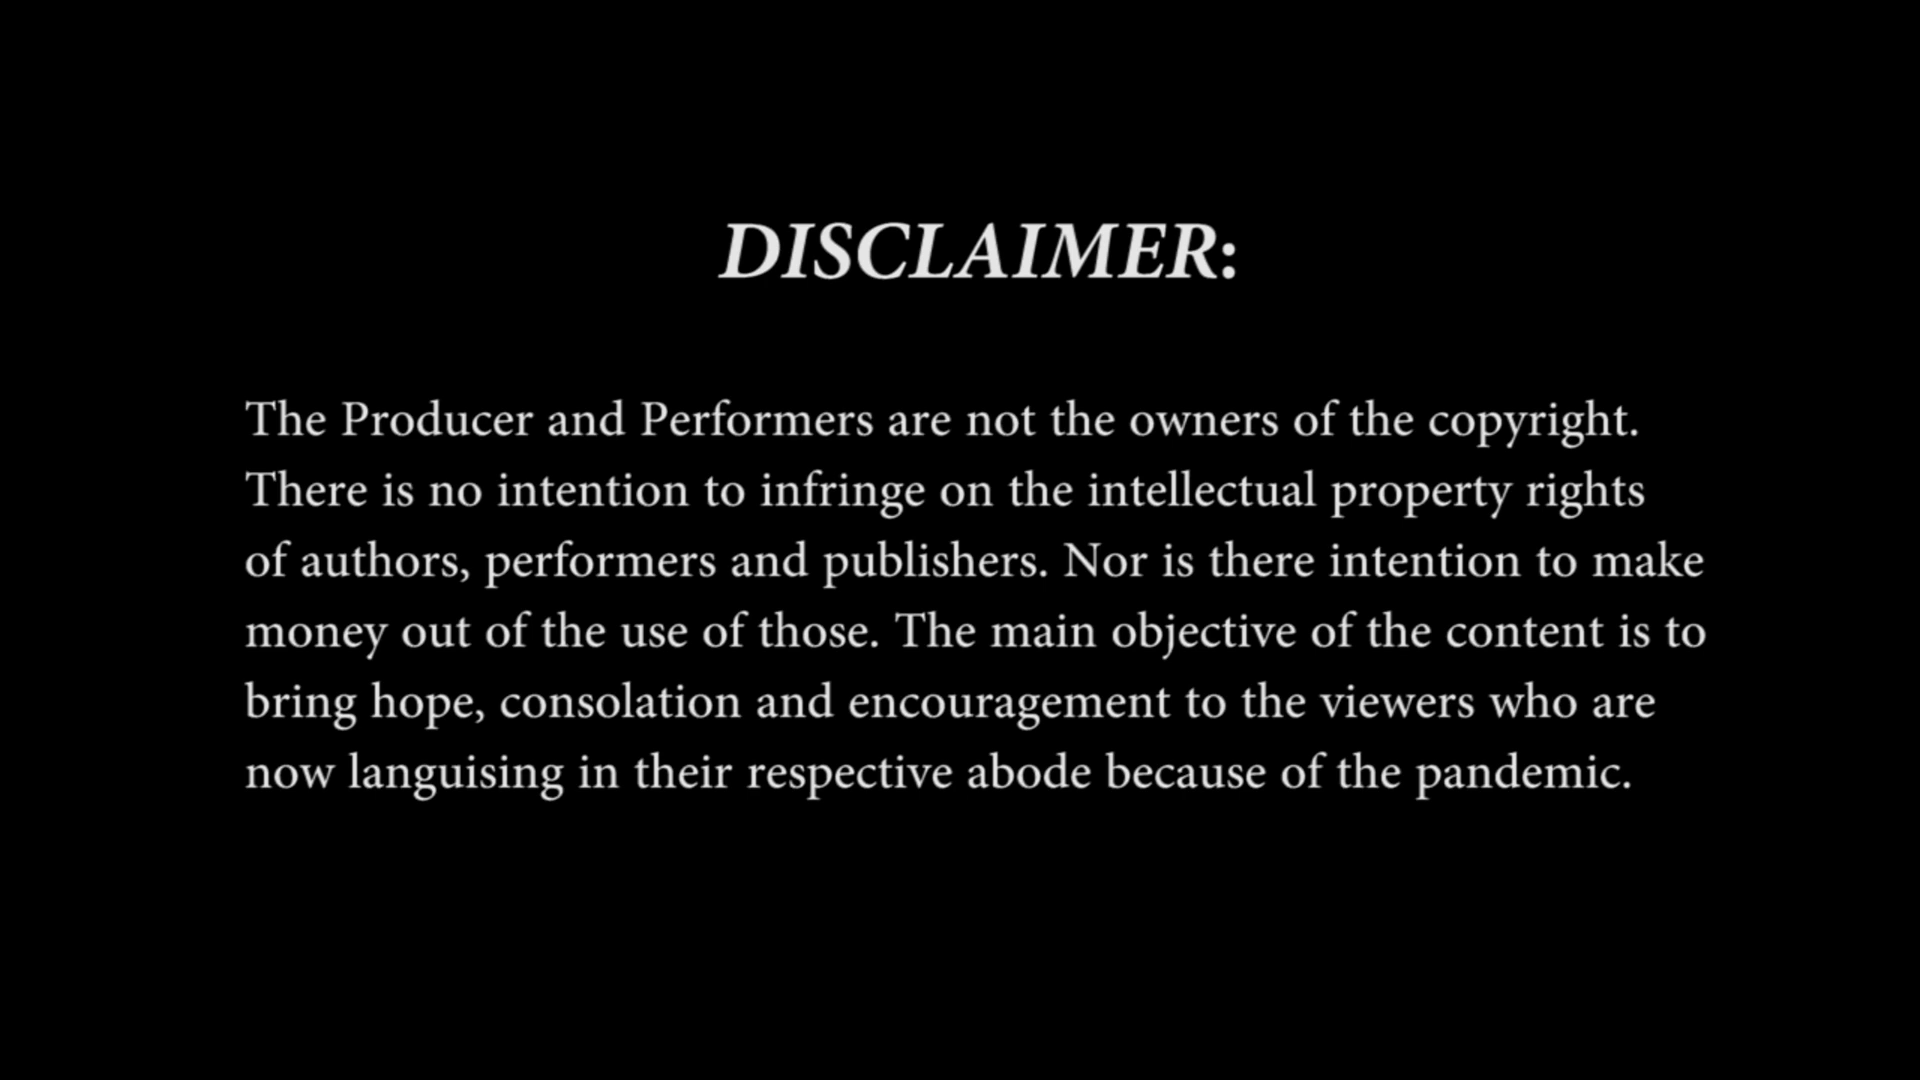 DISCLAIMER:
The Producer and Performers are not the owners of the copyright.
There is no intention to infringe on the intellectual property rights
of authors, performers and publishers. Nor is there intention to make
money out of the use of those. The main objective of the content is to
bring hope, consolation and encouragement to the viewers who are
now languising in their respective abode because of the pandemic.